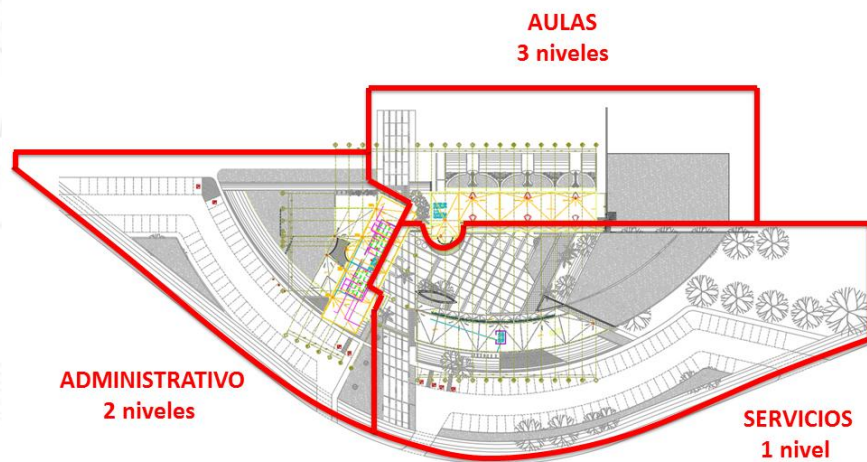 AULAS
3 niveles
ADMINISTRATIVO
2 niveles
SERVICIOS
1 nivel